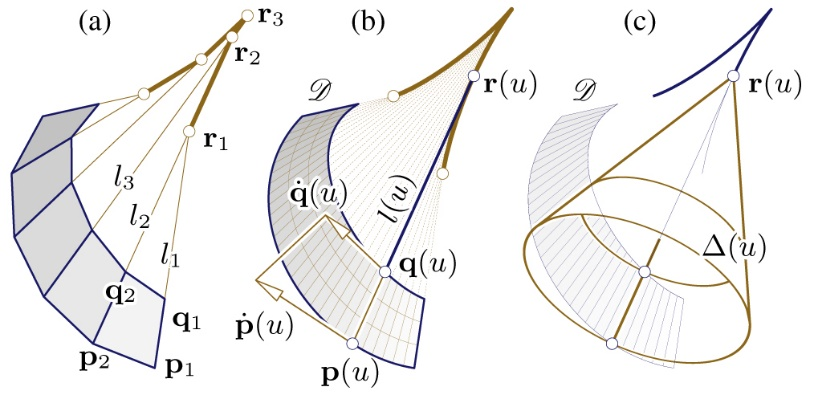 (a)
r₃
r₂
r₁
l₃
l₂
l₁
q₂
q₁
p₂
p₁
(b)
𝒟
r(u)
l(u)
q̇(u)
q(u)
ṗ(u)
p(u)
(c)
𝒟
r(u)
Δ(u)